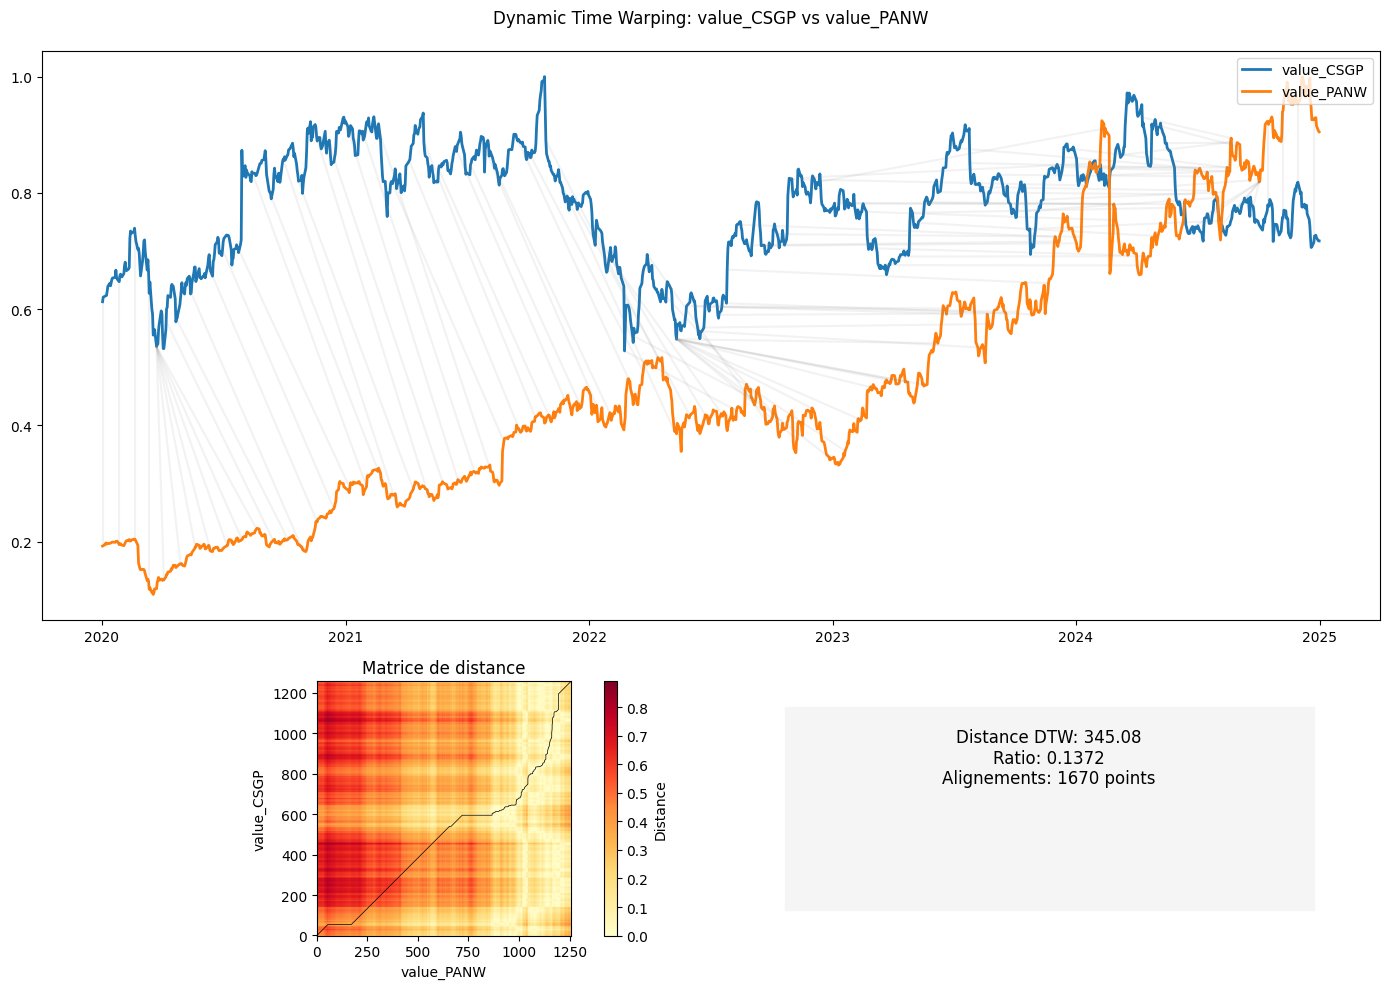 Dynamic Time Warping: value_CSGP vs value_PANW
value_CSGP
value_PANW
1.0
0.8
0.6
0.4
0.2
2020 2021 2022 2023 2024 2025
Matrice de distance
value_CSGP
1200
1000
800
600
400
200
0
0 250 500 750 1000 1250
value_PANW
0.8
0.7
0.6
0.5
0.4
0.3
0.2
0.1
0.0
Distance
Distance DTW: 345.08
Ratio: 0.1372
Alignements: 1670 points